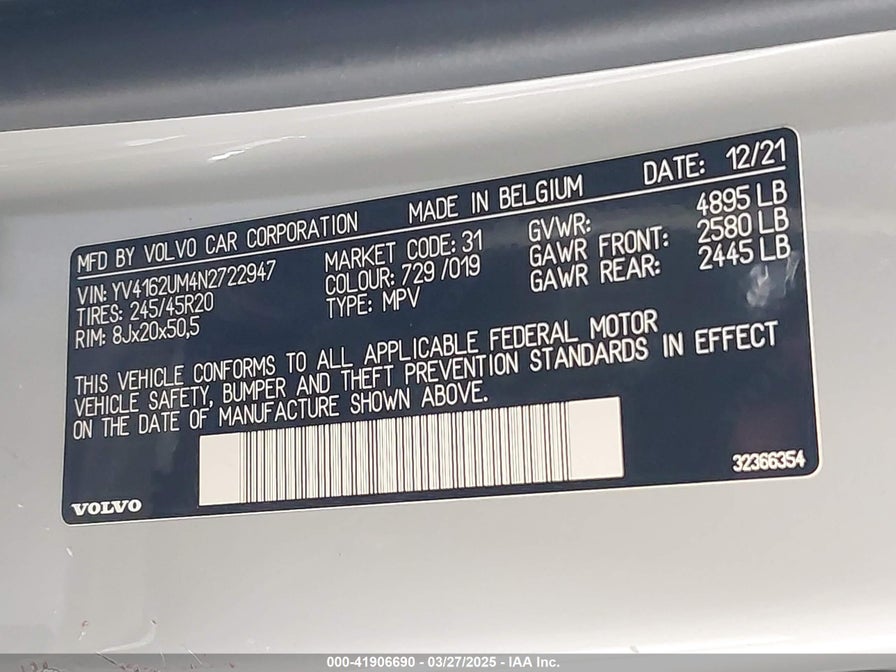 MFD BY VOLVO CAR CORPORATION MADE IN BELGIUM DATE: 12/21
VIN: YV4162UM4N2722947 MARKET CODE: 31 GVWR: 4895 LB
TIRES: 245/45R20 COLOUR: 729 /019 GAWR FRONT: 2580 LB
RIM: 8Jx20x50,5 TYPE: MPV GAWR REAR: 2445 LB
THIS VEHICLE CONFORMS TO ALL APPLICABLE FEDERAL MOTOR
VEHICLE SAFETY, BUMPER AND THEFT PREVENTION STANDARDS IN EFFECT
ON THE DATE OF MANUFACTURE SHOWN ABOVE.
VOLVO 32366354
000-41906690 - 03/27/2025 - IAA Inc.